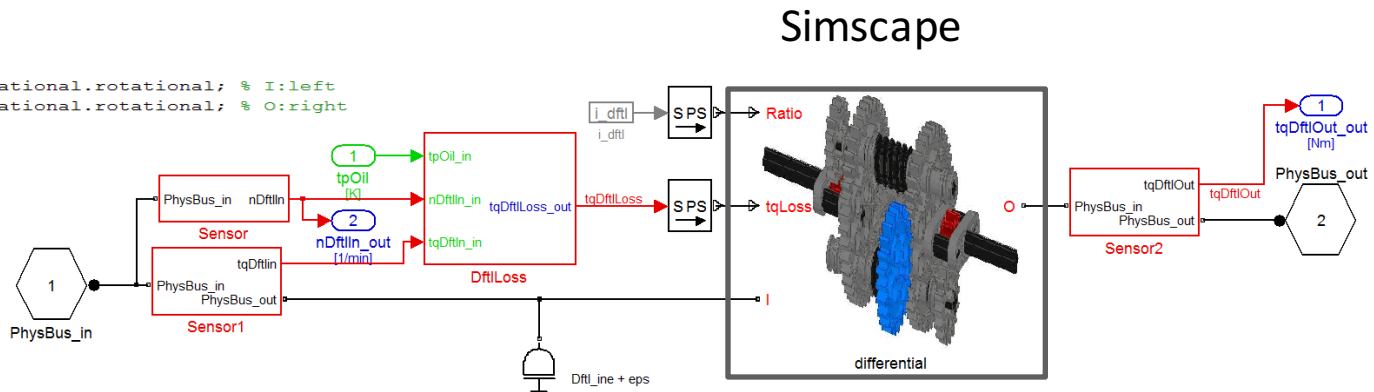 Simscape
ational.rotational; % I:left
ational.rotational; % O:right
i_dftl
i_dftl
S PS
Ratio
1
tpOil
[K]
tpOil_in
nDftlIn_in
tqDftlIn_in
tqDftlLoss_out
DftlLoss
tqDftlLoss
S PS
tqLoss
O
I
differential
PhysBus_in
nDftlIn
Sensor
2
nDftlIn_out
[1/min]
tqDftlin
PhysBus_in
PhysBus_out
Sensor1
1
PhysBus_in
Dftl_ine + eps
tqDftlOut
PhysBus_in
PhysBus_out
Sensor2
tqDftlOut
1
tqDftlOut_out
[Nm]
PhysBus_out
2